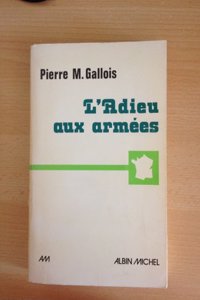 Pierre M. Gallois
L'Adieu
aux armées
AM
ALBIN MICHEL